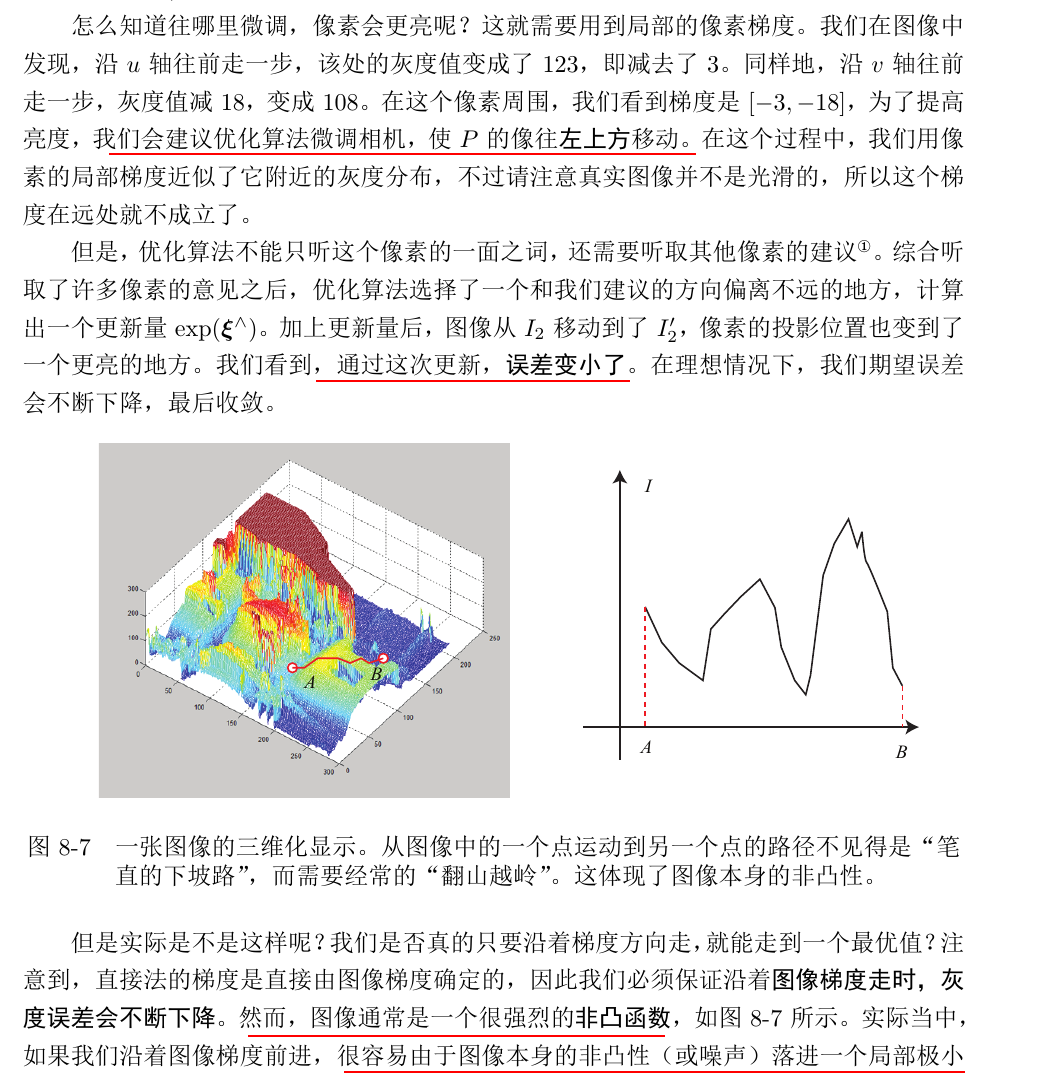 怎么知道往哪里微调，像素会更亮呢？这就需要用到局部的像素梯度。我们在图像中
发现，沿 u 轴往前走一步，该处的灰度值变成了 123，即减去了 3。同样地，沿 v 轴往前
走一步，灰度值减 18，变成 108。在这个像素周围，我们看到梯度是 [−3, −18]，为了提高
亮度，我们会建议优化算法微调相机，使 P 的像往左上方移动。在这个过程中，我们用像
素的局部梯度近似了它附近的灰度分布，不过请注意真实图像并不是光滑的，所以这个梯
度在远处就不成立了。
但是，优化算法不能只听这个像素的一面之词，还需要听取其他像素的建议①。综合听
取了许多像素的意见之后，优化算法选择了一个和我们建议的方向偏离不远的地方，计算
出一个更新量 exp(ξ^)。加上更新量后，图像从 I₂ 移动到了 I₂′，像素的投影位置也变到了
一个更亮的地方。我们看到，通过这次更新，误差变小了。在理想情况下，我们期望误差
会不断下降，最后收敛。
300
200
100
0
0
50
100
150
200
250
300
0
50
100
150
200
250
A
B
I
A
B
图 8-7 一张图像的三维化显示。从图像中的一个点运动到另一个点的路径不见得是“笔
直的下坡路”，而需要经常的“翻山越岭”。这体现了图像本身的非凸性。
但是实际是不是这样呢？我们是否真的只要沿着梯度方向走，就能走到一个最优值？注
意到，直接法的梯度是直接由图像梯度确定的，因此我们必须保证沿着图像梯度走时，灰
度误差会不断下降。然而，图像通常是一个很强烈的非凸函数，如图 8-7 所示。实际当中，
如果我们沿着图像梯度前进，很容易由于图像本身的非凸性（或噪声）落进一个局部极小